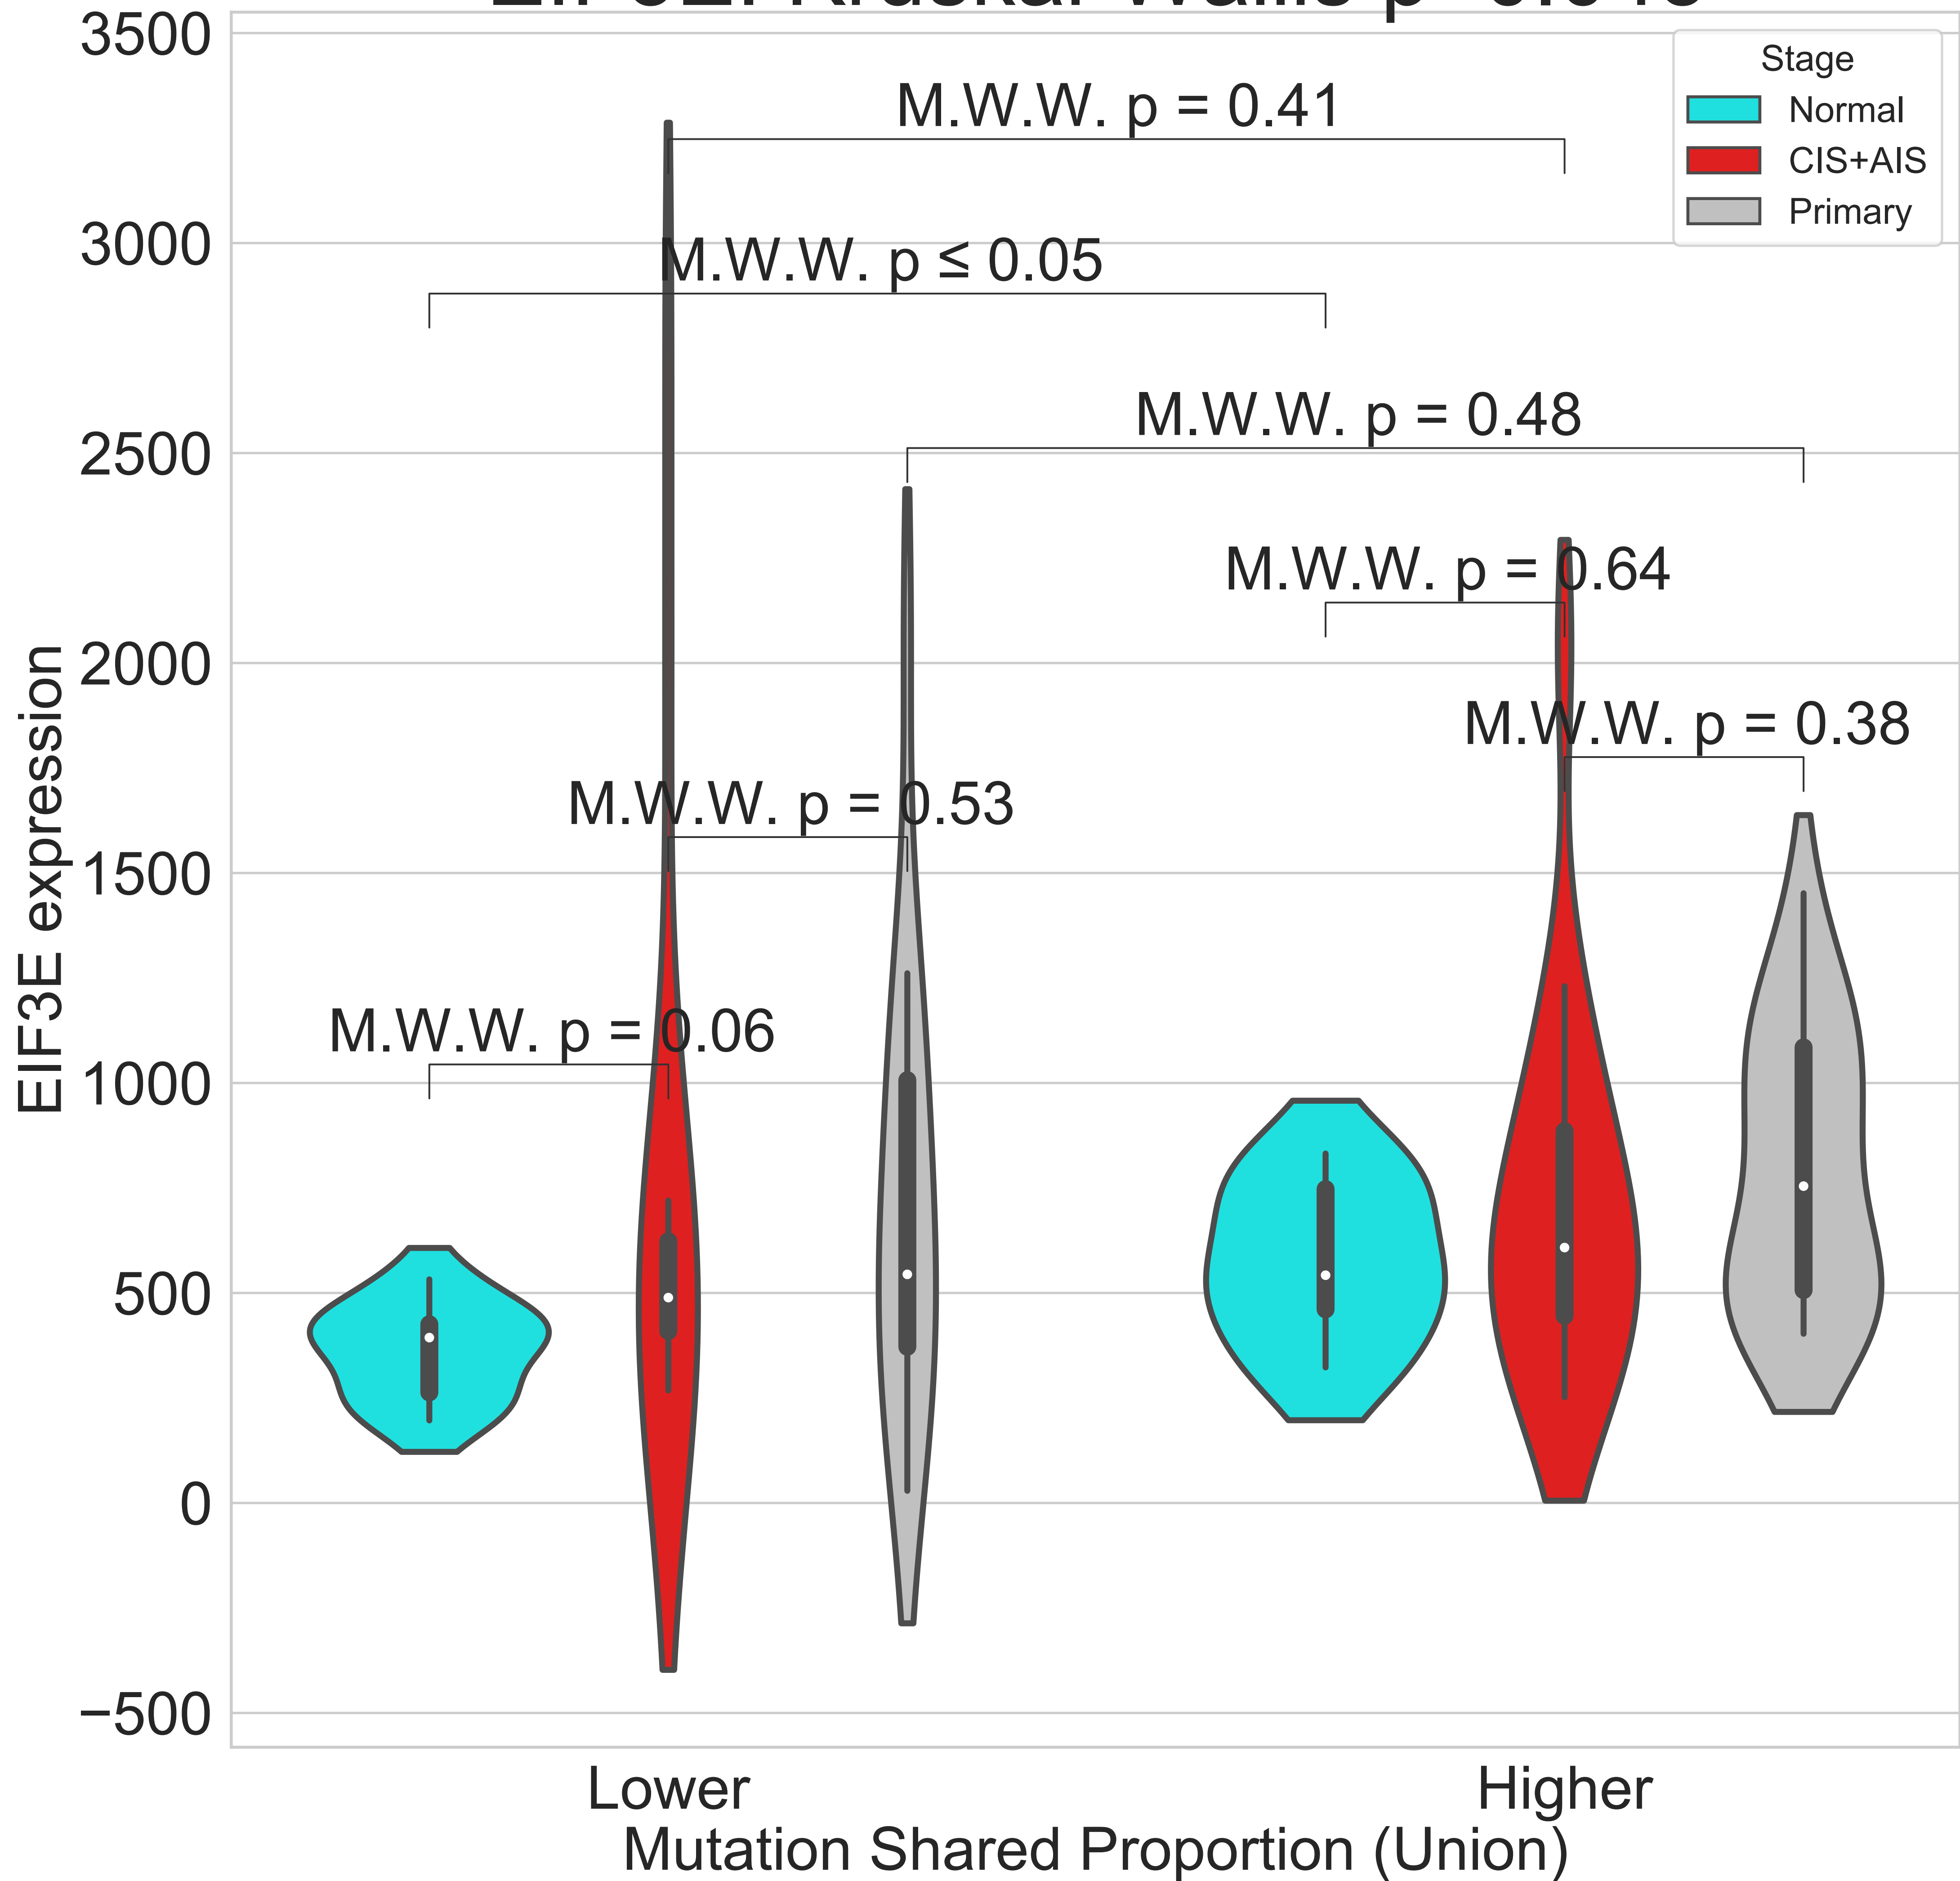 3500
3000
2500
2000
1500
1000
500
0
−500
EIF3E expression
Stage
Normal
CIS+AIS
Primary
M.W.W. p = 0.41
M.W.W. p ≤ 0.05
M.W.W. p = 0.48
M.W.W. p = 0.64
M.W.W. p = 0.38
M.W.W. p = 0.53
M.W.W. p = 0.06
Lower
Higher
Mutation Shared Proportion (Union)